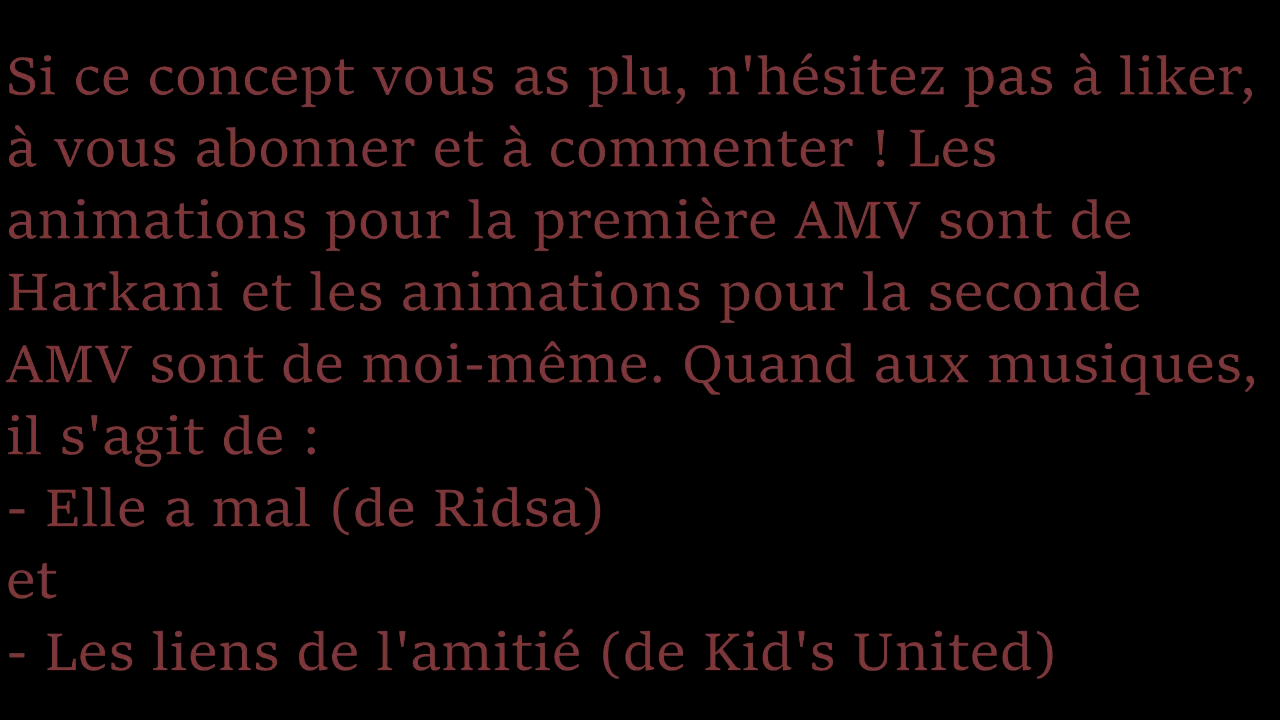 Si ce concept vous as plu, n'hésitez pas à liker,
à vous abonner et à commenter ! Les
animations pour la première AMV sont de
Harkani et les animations pour la seconde
AMV sont de moi-même. Quand aux musiques,
il s'agit de :
- Elle a mal (de Ridsa)
et
- Les liens de l'amitié (de Kid's United)